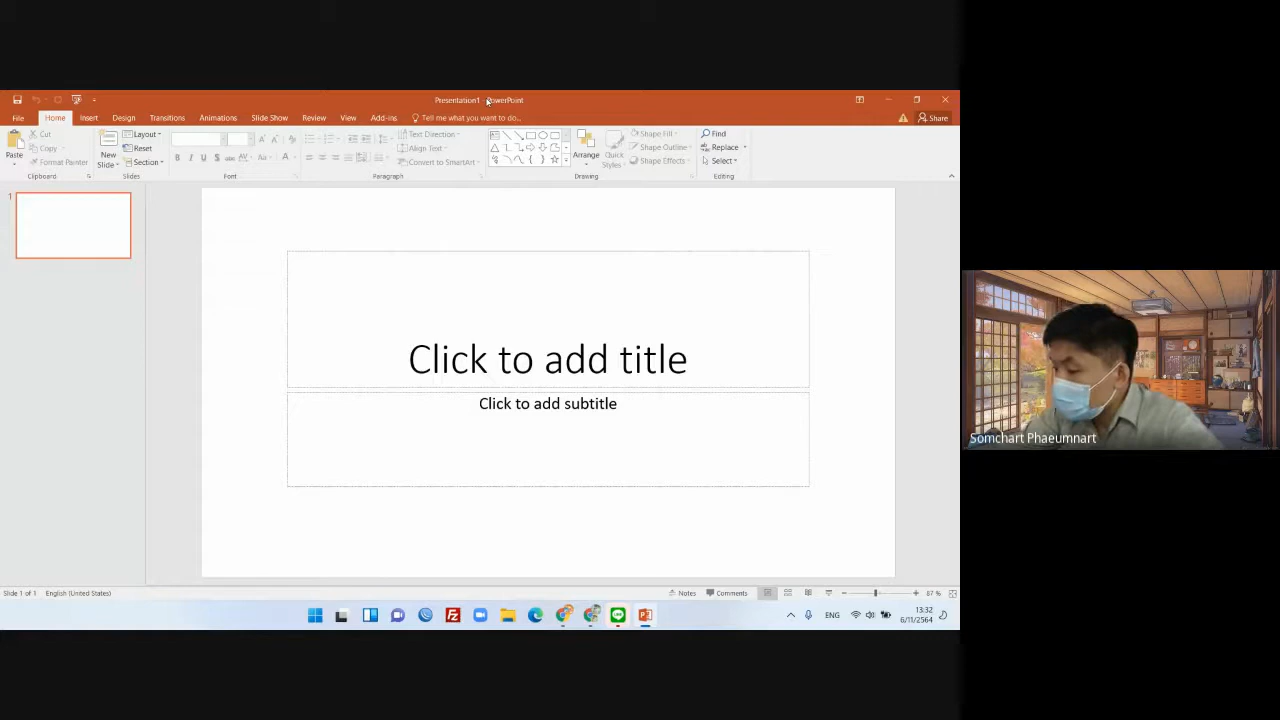 Presentation1 - PowerPoint
File Home Insert Design Transitions Animations Slide Show Review View Add-ins Tell me what you want to do... Share
Paste
Cut
Copy
Format Painter
Clipboard
New Slide
Layout
Reset
Section
Slides
B I U S abc AV Aa A
Font
Text Direction
Align Text
Convert to SmartArt
Paragraph
Arrange
Quick Styles
Shape Fill
Shape Outline
Shape Effects
Drawing
Find
Replace
Select
Editing
1
Click to add title
Click to add subtitle
Somchart Phaeumnart
Slide 1 of 1 English (United States) Notes Comments 87 %
ENG
13:32
6/11/2564